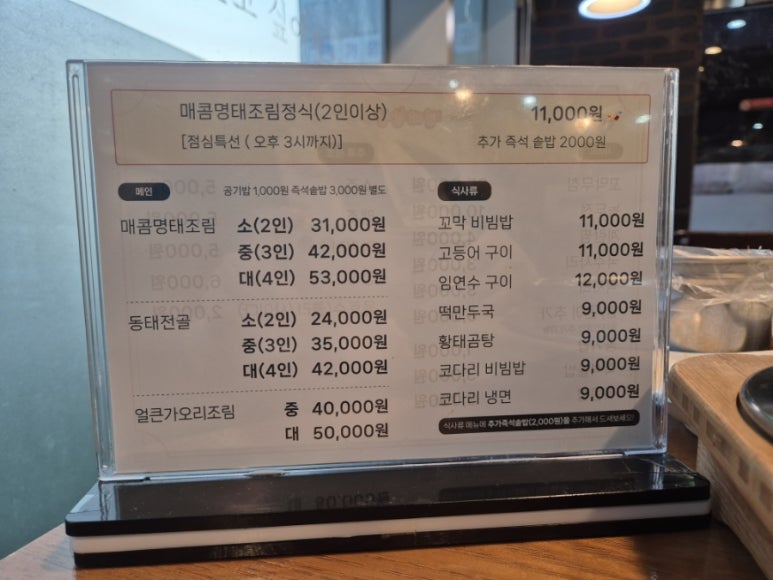 매콤명태조림정식(2인이상) 11,000원
[점심특선 ( 오후 3시까지)] 추가 즉석 솥밥 2000원
메인 공기밥 1,000원 즉석솥밥 3,000원 별도
매콤명태조림 소(2인) 31,000원
중(3인) 42,000원
대(4인) 53,000원
동태전골 소(2인) 24,000원
중(3인) 35,000원
대(4인) 42,000원
얼큰가오리조림 중 40,000원
대 50,000원
식사류
꼬막 비빔밥 11,000원
고등어 구이 11,000원
임연수 구이 12,000원
떡만두국 9,000원
황태곰탕 9,000원
코다리 비빔밥 9,000원
코다리 냉면 9,000원
식사류 메뉴에 추가즉석솥밥(2,000원)을 추가해서 드셔보세요!